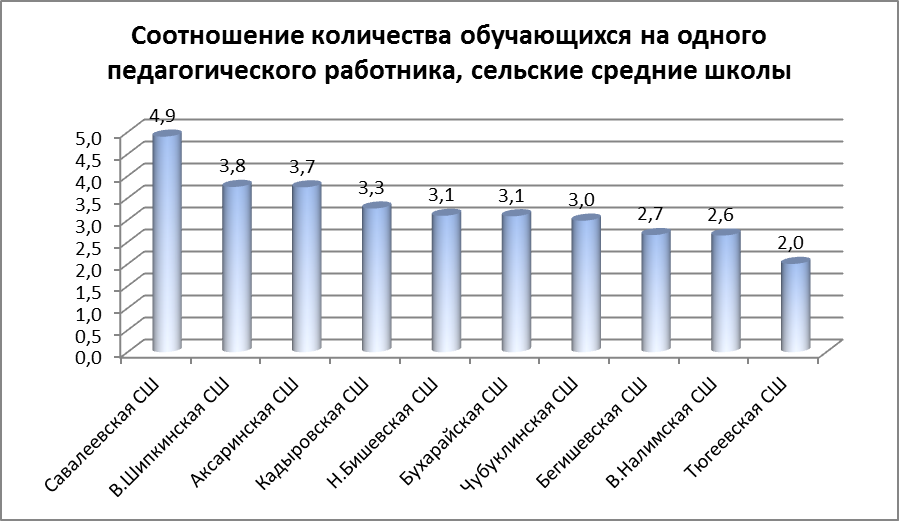 Соотношение количества обучающихся на одного
педагогического работника, сельские средние школы
4,9
3,8
3,7
3,3
3,1
3,1
3,0
2,7
2,6
2,0
5,0
4,5
4,0
3,5
3,0
2,5
2,0
1,5
1,0
0,5
0,0
Савалеевская СШ
В.Шипкинская СШ
Аксаринская СШ
Кадыровская СШ
Н.Бишевская СШ
Бухарайская СШ
Чубуклинская СШ
Бегишевская СШ
В.Налимская СШ
Тюгеевская СШ